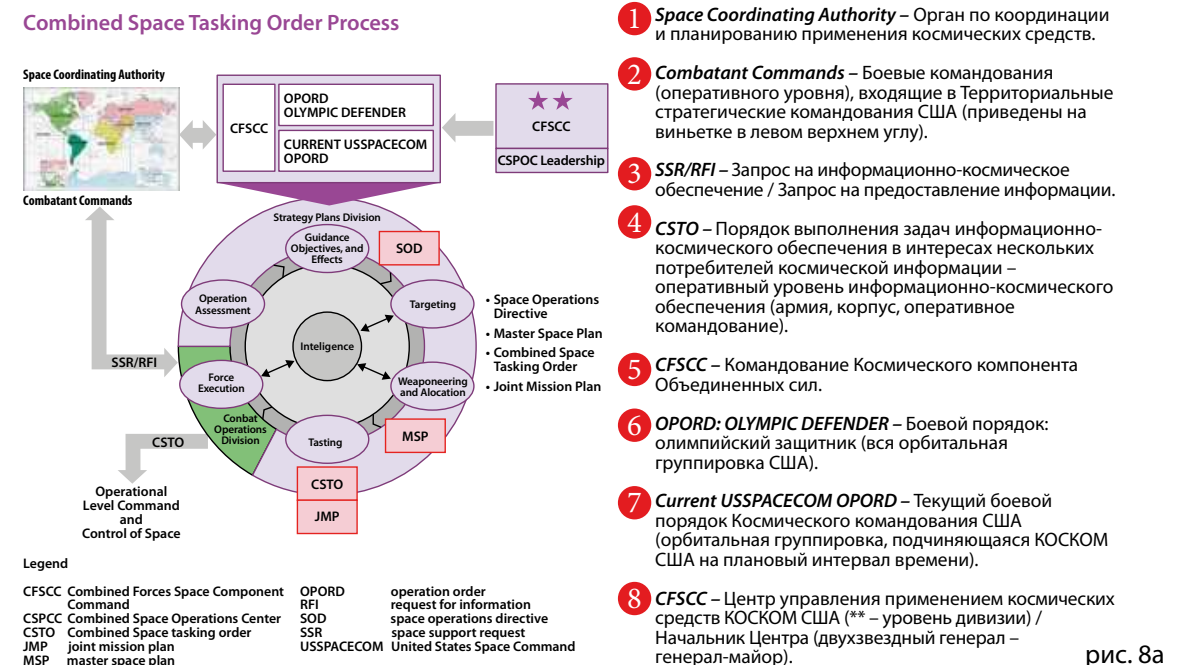 Combined Space Tasking Order Process
Space Coordinating Authority
Combatant Commands
CFSCC
OPORD
OLYMPIC DEFENDER
CURRENT USSPACECOM
OPORD
CFSCC
CSPOC Leadership
Strategy Plans Division
Guidance
Objectives, and
Effects
SOD
Operation
Assessment
Targeting
Inteligence
SSR/RFI
Force
Execution
Weaponeering
and Alocation
Conbat
Operations
Division
Tasting
MSP
CSTO
CSTO
JMP
Operational
Level Command
and
Control of Space
• Space Operations
Directive
• Master Space Plan
• Combined Space
Tasking Order
• Joint Mission Plan
Legend
CFSCC Combined Forces Space Component
Command
CSPCC Combined Space Operations Center
CSTO Combined Space tasking order
JMP joint mission plan
MSP master space plan
OPORD operation order
RFI request for information
SOD space operations directive
SSR space support request
USSPACECOM United States Space Command
1 Space Coordinating Authority – Орган по координации
и планированию применения космических средств.
2 Combatant Commands – Боевые командования
(оперативного уровня), входящие в Территориальные
стратегические командования США (приведены на
виньетке в левом верхнем углу).
3 SSR/RFI – Запрос на информационно-космическое
обеспечение / Запрос на предоставление информации.
4 CSTO – Порядок выполнения задач информационно-
космического обеспечения в интересах нескольких
потребителей космической информации –
оперативный уровень информационно-космического
обеспечения (армия, корпус, оперативное
командование).
5 CFSCC – Командование Космического компонента
Объединенных сил.
6 OPORD: OLYMPIC DEFENDER – Боевой порядок:
олимпийский защитник (вся орбитальная
группировка США).
7 Current USSPACECOM OPORD – Текущий боевой
порядок Космического командования США
(орбитальная группировка, подчиняющаяся КОСКОМ
США на плановый интервал времени).
8 CFSCC – Центр управления применением космических
средств КОСКОМ США (** – уровень дивизии) /
Начальник Центра (двухзвездный генерал –
генерал-майор).
рис. 8а